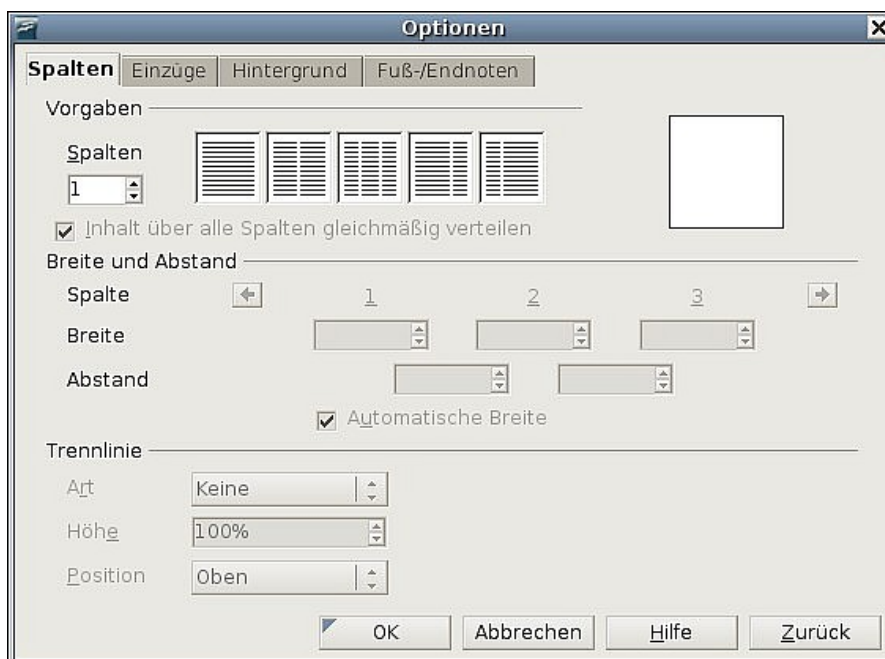 Optionen
Spalten Einzüge Hintergrund Fuß-/Endnoten
Vorgaben
Spalten
1
Inhalt über alle Spalten gleichmäßig verteilen
Breite und Abstand
Spalte 1 2 3
Breite
Abstand
Automatische Breite
Trennlinie
Art Keine
Höhe 100%
Position Oben
OK Abbrechen Hilfe Zurück